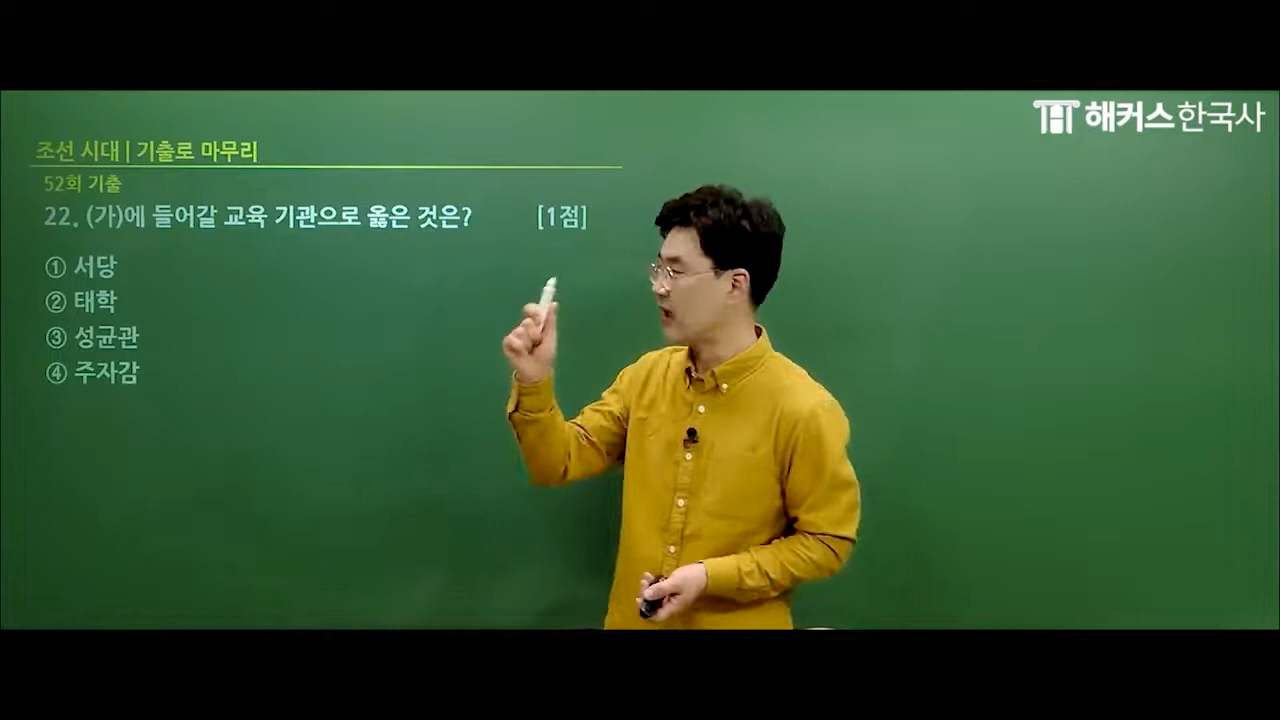 해커스한국사
조선 시대 | 기출로 마무리
52회 기출
22. (가)에 들어갈 교육 기관으로 옳은 것은? [1점]
① 서당
② 태학
③ 성균관
④ 주자감